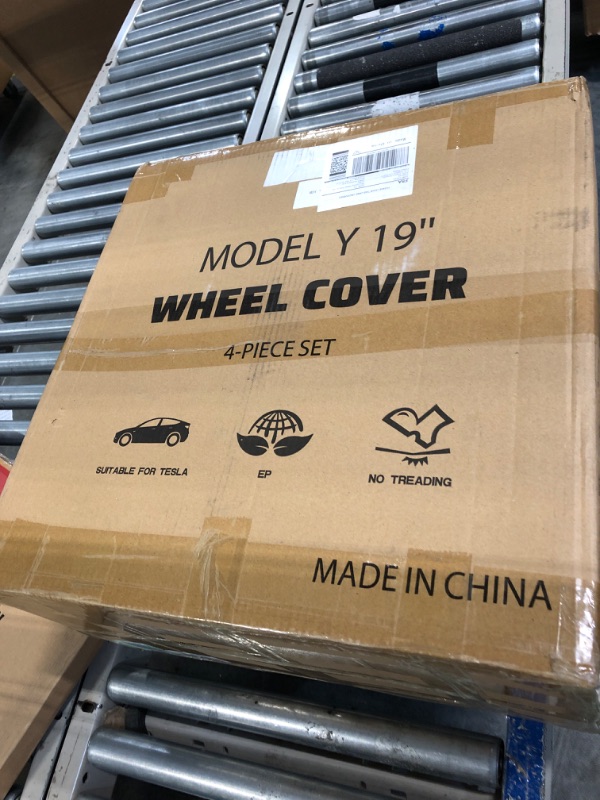 MODEL Y 19"
WHEEL COVER
4-PIECE SET
SUITABLE FOR TESLA
EP
NO TREADING
MADE IN CHINA